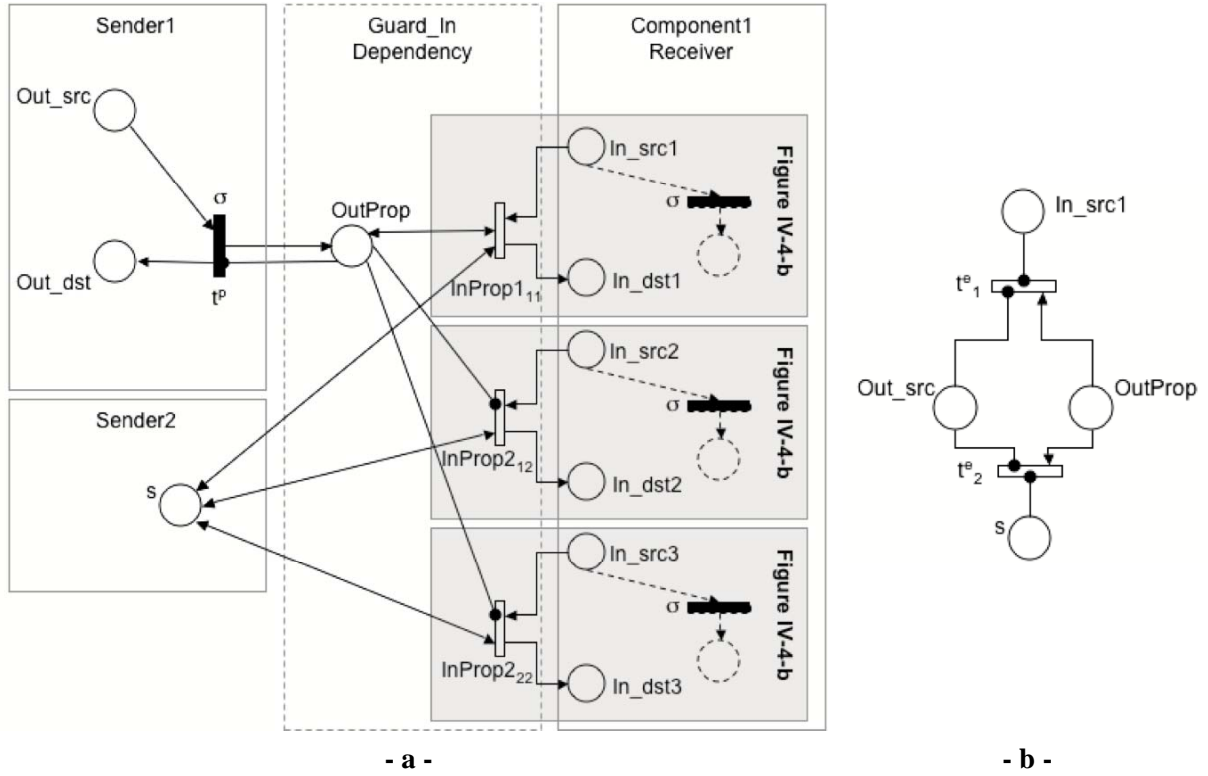 Sender1
Guard_In
Dependency
Component1
Receiver
Out_src
σ
OutProp
Out_dst
tᵖ
In_src1
σ
Figure IV-4-b
In_dst1
InProp1₁₁
Sender2
s
In_src2
σ
Figure IV-4-b
InProp2₁₂
In_dst2
In_src3
σ
Figure IV-4-b
InProp2₂₂
In_dst3
- a -
In_src1
tᵉ₁
Out_src
OutProp
tᵉ₂
s
- b -